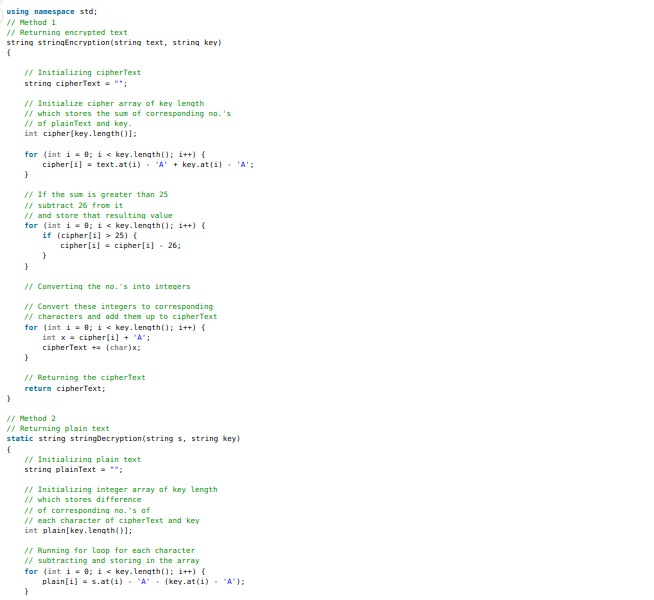 using namespace std;
// Method 1
// Returning encrypted text
string stringEncryption(string text, string key)
{
    // Initializing cipherText
    string cipherText = "";
    // Initialize cipher array of key length
    // which stores the sum of corresponding no.'s
    // of plainText and key.
    int cipher[key.length()];
    for (int i = 0; i < key.length(); i++) {
        cipher[i] = text.at(i) - 'A' + key.at(i) - 'A';
    }
    // If the sum is greater than 25
    // subtract 26 from it
    // and store that resulting value
    for (int i = 0; i < key.length(); i++) {
        if (cipher[i] > 25) {
            cipher[i] = cipher[i] - 26;
        }
    }
    // Converting the no.'s into integers
    // Convert these integers to corresponding
    // characters and add them up to cipherText
    for (int i = 0; i < key.length(); i++) {
        int x = cipher[i] + 'A';
        cipherText += (char)x;
    }
    // Returning the cipherText
    return cipherText;
}
// Method 2
// Returning plain text
static string stringDecryption(string s, string key)
{
    // Initializing plain text
    string plainText = "";
    // Initializing integer array of key length
    // which stores difference
    // of corresponding no.'s of
    // each character of cipherText and key
    int plain[key.length()];
    // Running for loop for each character
    // subtracting and storing in the array
    for (int i = 0; i < key.length(); i++) {
        plain[i] = s.at(i) - 'A' - (key.at(i) - 'A');
    }